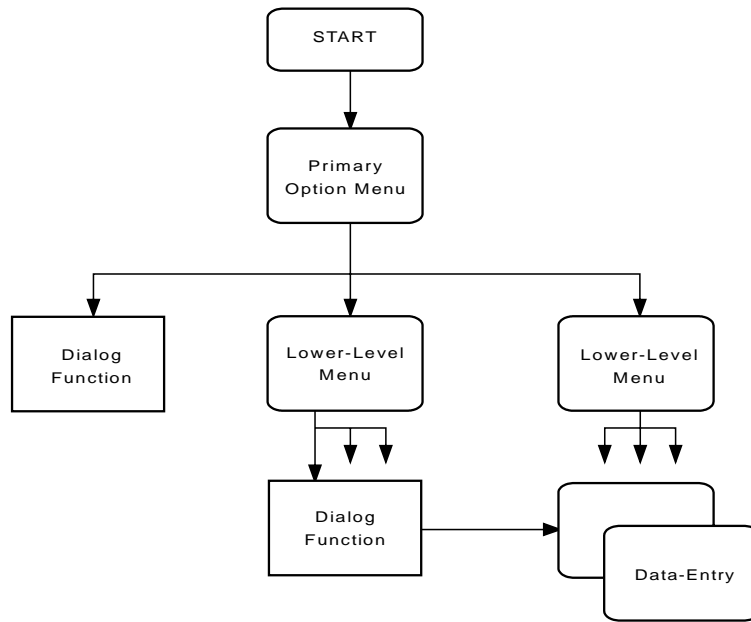 START
Primary
Option Menu
Dialog
Function
Lower-Level
Menu
Lower-Level
Menu
Dialog
Function
Data-Entry